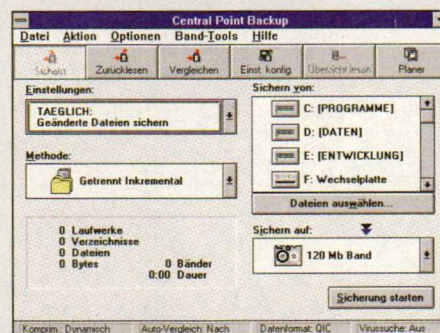 Central Point Backup
Datei Aktion Optionen Band-Tools Hilfe
Sichern Zurücklesen Vergleichen Einst. konfig. Übersicht lesen Planer
Einstellungen:
TAEGLICH:
Geänderte Dateien sichern
Methode:
Getrennt Inkremental
0 Laufwerke
0 Verzeichnisse
0 Dateien
0 Bytes 0 Bänder
0:00 Dauer
Sichern von:
C: [PROGRAMME]
D: [DATEN]
E: [ENTWICKLUNG]
F: Wechselplatte
Dateien auswählen...
Sichern auf:
120 Mb Band
Sicherung starten
Komprim.: Dynamisch Auto-Vergleich: Nach Datenformat: QIC Virussuche: Aus